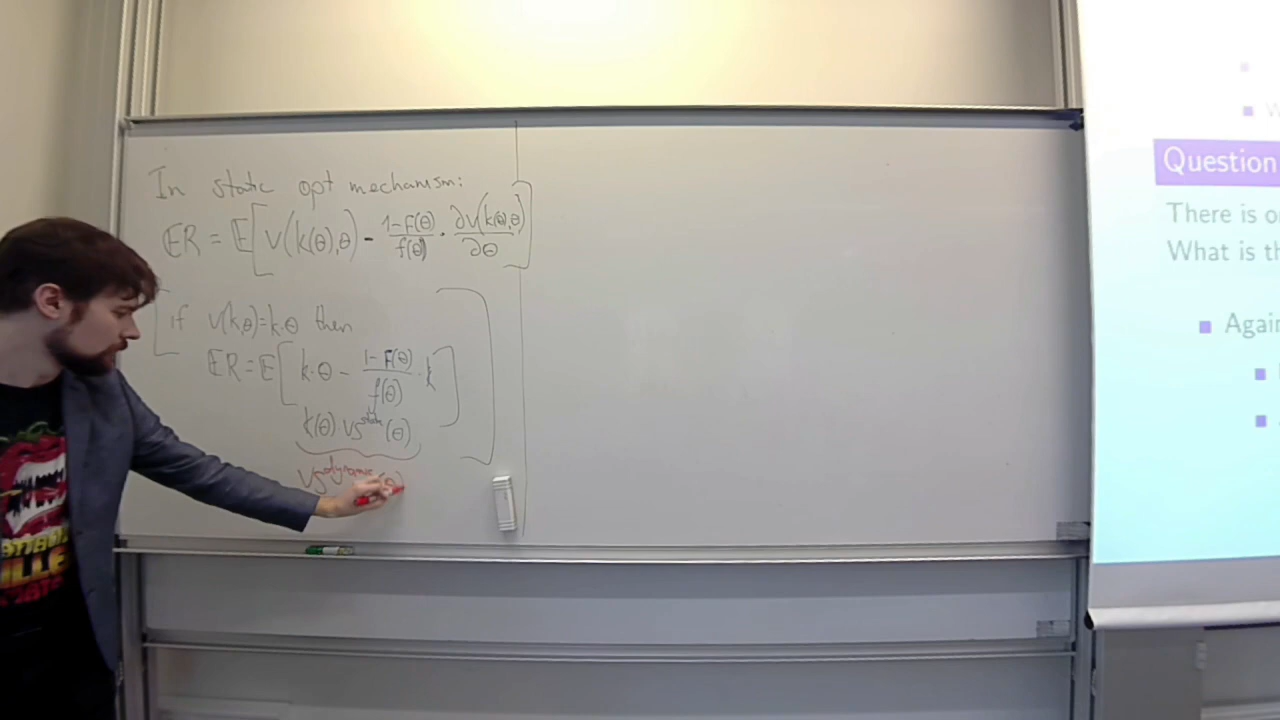 In static opt mechanism:
ER = E[ v(k(θ),θ) - (1-F(θ))/f(θ) · ∂v(k(θ),θ)/∂θ ]
if v(k,θ)=k·θ then
ER = E[ k·θ - (1-F(θ))/f(θ) · k ]
k(θ) · VS^static (θ)
VS^dynamic (θ)
Question
There is o
What is th
Again